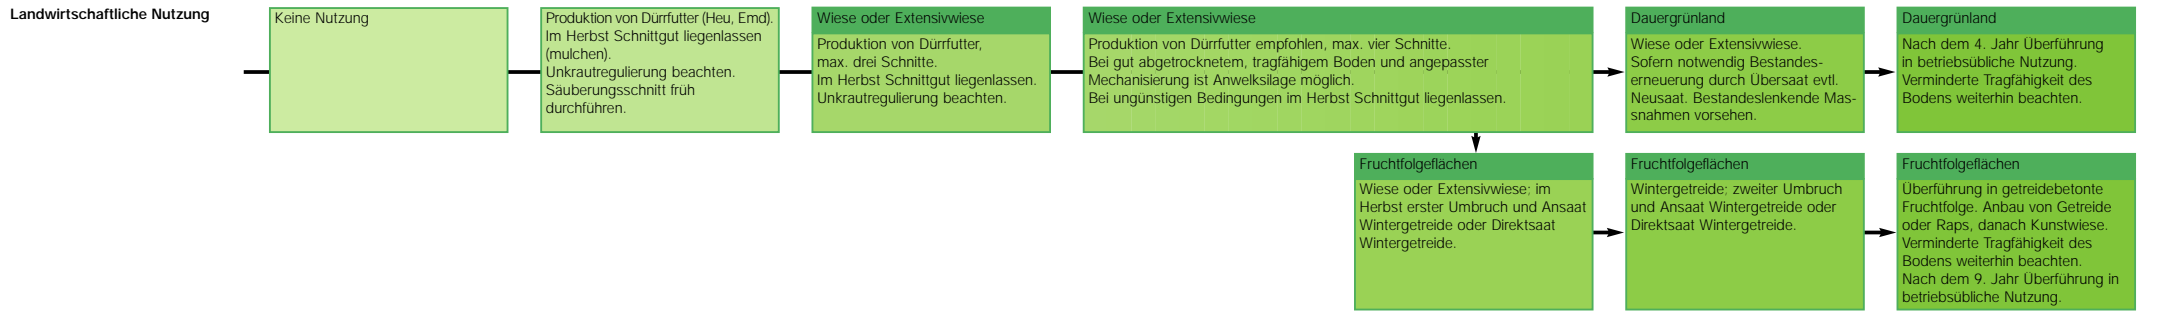 Landwirtschaftliche Nutzung
Keine Nutzung
Produktion von Dürrfutter (Heu, Emd).
Im Herbst Schnittgut liegenlassen
(mulchen).
Unkrautregulierung beachten.
Säuberungsschnitt früh
durchführen.
Wiese oder Extensivwiese
Produktion von Dürrfutter,
max. drei Schnitte.
Im Herbst Schnittgut liegenlassen.
Unkrautregulierung beachten.
Wiese oder Extensivwiese
Produktion von Dürrfutter empfohlen, max. vier Schnitte.
Bei gut abgetrocknetem, tragfähigem Boden und angepasster
Mechanisierung ist Anwelksilage möglich.
Bei ungünstigen Bedingungen im Herbst Schnittgut liegenlassen.
Dauergrünland
Wiese oder Extensivwiese.
Sofern notwendig Bestandes-
erneuerung durch Übersaat evtl.
Neusaat. Bestandeslenkende Mas-
snahmen vorsehen.
Dauergrünland
Nach dem 4. Jahr Überführung
in betriebsübliche Nutzung.
Verminderte Tragfähigkeit des
Bodens weiterhin beachten.
Fruchtfolgeflächen
Wiese oder Extensivwiese; im
Herbst erster Umbruch und Ansaat
Wintergetreide oder Direktsaat
Wintergetreide.
Fruchtfolgeflächen
Wintergetreide; zweiter Umbruch
und Ansaat Wintergetreide oder
Direktsaat Wintergetreide.
Fruchtfolgeflächen
Überführung in getreidebetonte
Fruchtfolge. Anbau von Getreide
oder Raps, danach Kunstwiese.
Verminderte Tragfähigkeit des
Bodens weiterhin beachten.
Nach dem 9. Jahr Überführung in
betriebsübliche Nutzung.